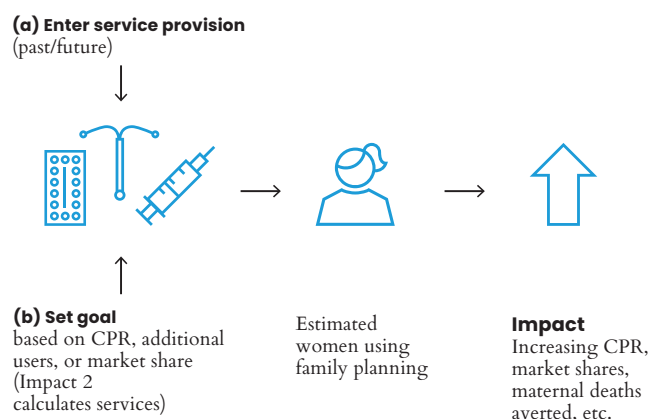 (a) Enter service provision
(past/future)
(b) Set goal
based on CPR, additional
users, or market share
(Impact 2
calculates services)
Estimated
women using
family planning
Impact
Increasing CPR,
market shares,
maternal deaths
averted, etc.